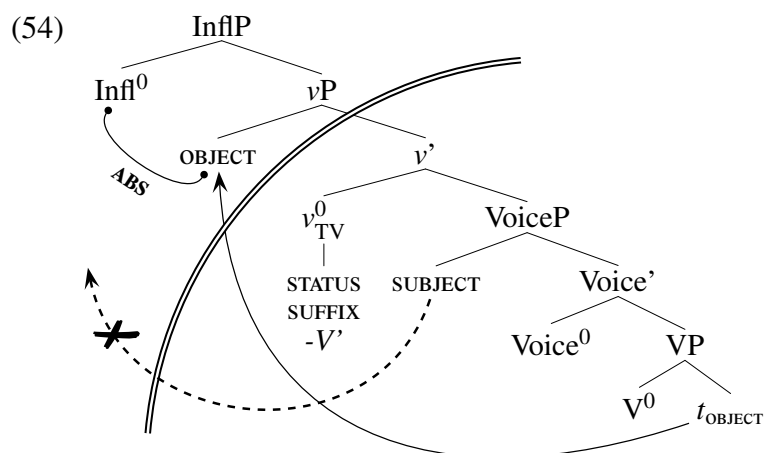 (54)
InflP
Infl⁰
vP
OBJECT
v’
ABS
v⁰TV
VoiceP
STATUS
SUFFIX
-V’
SUBJECT
Voice’
Voice⁰
VP
V⁰
tOBJECT